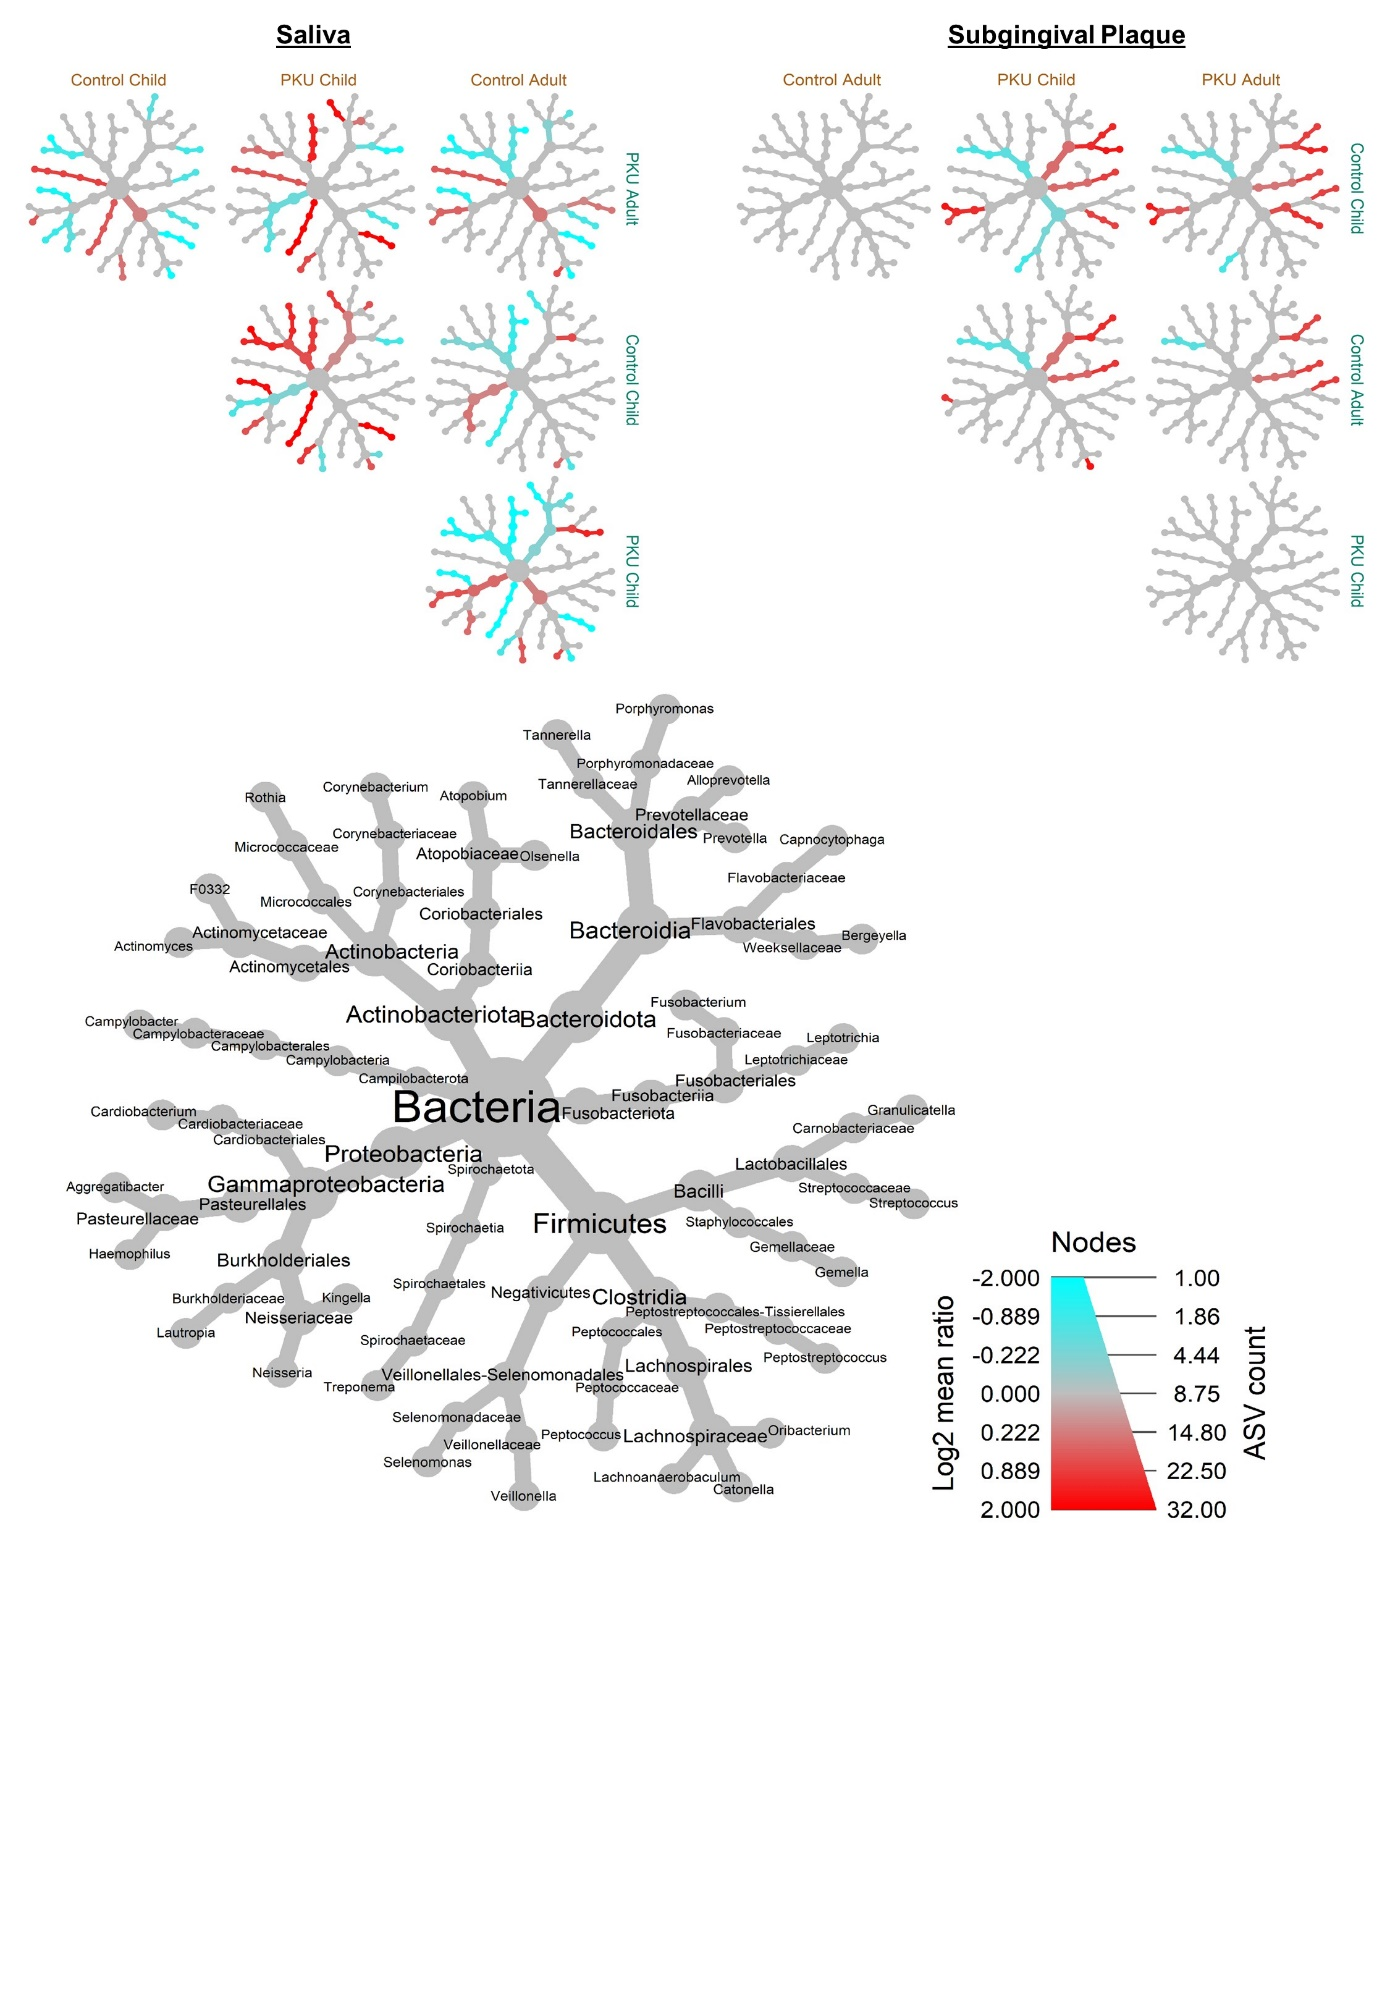 Saliva
Subgingival Plaque
Control Child
PKU Child
Control Adult
Control Adult
PKU Child
PKU Adult
PKU Adult
Control Child
Control Child
Control Adult
PKU Child
PKU Child
Porphyromonas
Tannerella
Porphyromonadaceae
Tannerellaceae
Alloprevotella
Rothia
Corynebacterium
Atopobium
Prevotellaceae
Bacteroidales
Prevotella
Capnocytophaga
Micrococcaceae
Corynebacteriaceae
Atopobiaceae
Olsenella
Flavobacteriaceae
F0332
Micrococcales
Corynebacteriales
Coriobacteriales
Actinomycetaceae
Actinomyces
Actinobacteria
Bacteroidia
Flavobacteriales
Bergeyella
Weeksellaceae
Actinomycetales
Coriobacteriia
Fusobacterium
Actinobacteriota
Bacteroidota
Campylobacter
Campylobacteraceae
Campylobacterales
Campylobacteria
Campilobacterota
Fusobacteriaceae
Leptotrichia
Leptotrichiaceae
Fusobacteriales
Fusobacteriia
Fusobacteriota
Bacteria
Cardiobacterium
Cardiobacteriaceae
Cardiobacteriales
Granulicatella
Carnobacteriaceae
Proteobacteria
Spirochaetota
Lactobacillales
Gammaproteobacteria
Aggregatibacter
Pasteurellales
Pasteurellaceae
Haemophilus
Bacilli
Streptococcaceae
Streptococcus
Firmicutes
Spirochaetia
Staphylococcales
Gemellaceae
Gemella
Burkholderiales
Spirochaetales
Negativicutes
Clostridia
Burkholderiaceae
Kingella
Neisseriaceae
Lautropia
Peptostreptococcales-Tissierellales
Peptococcales
Peptostreptococcaceae
Spirochaetaceae
Peptostreptococcus
Neisseria
Treponema
Veillonellales-Selenomonadales
Lachnospirales
Peptococcaceae
Selenomonadaceae
Veillonellaceae
Peptococcus
Lachnospiraceae
Oribacterium
Selenomonas
Lachnoanaerobaculum
Catonella
Veillonella
Nodes
-2.000
1.00
-0.889
1.86
-0.222
4.44
0.000
8.75
0.222
14.80
0.889
22.50
2.000
32.00
Log2 mean ratio
ASV count